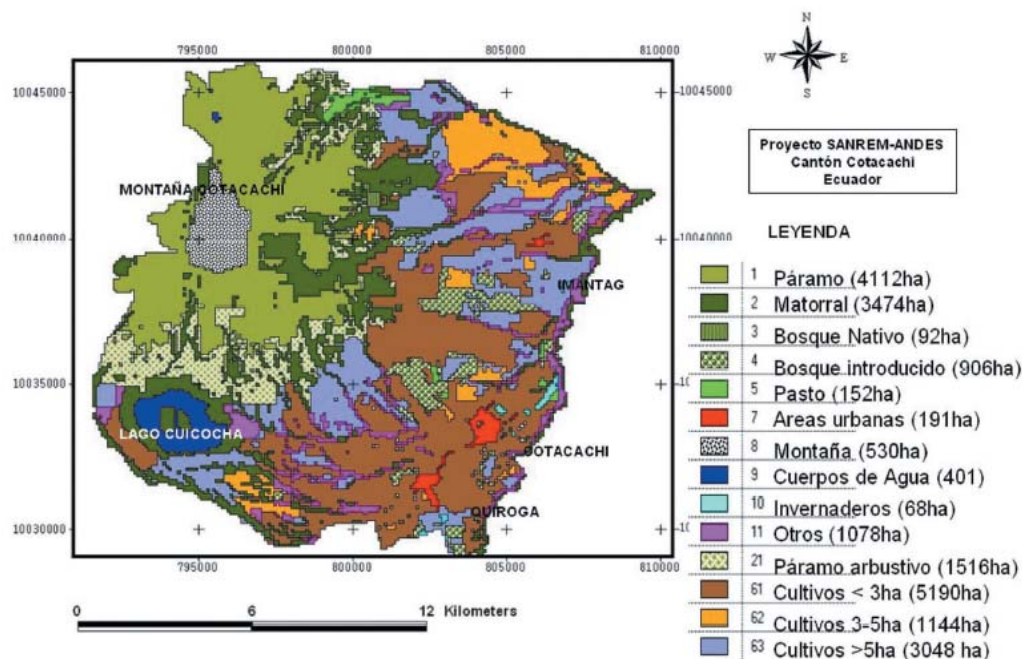 795000 800000 805000 810000
N
W E
S
10045000 10045000
Proyecto SANREM-ANDES
Cantón Cotacachi
Ecuador
MONTAÑA COTACACHI
LEYENDA
10040000 10040000
IMANTAG
10035000
LAGO CUICOCHA
COTACACHI
QUIROGA
10030000
795000 800000 805000 810000
0 6 12 Kilometers
1 Páramo (4112ha)
2 Matorral (3474ha)
3 Bosque Nativo (92ha)
4 Bosque introducido (906ha)
5 Pasto (152ha)
7 Areas urbanas (191ha)
8 Montaña (530ha)
9 Cuerpos de Agua (401)
10 Invernaderos (68ha)
11 Otros (1078ha)
21 Páramo arbustivo (1516ha)
61 Cultivos < 3ha (5190ha)
62 Cultivos 3-5ha (1144ha)
63 Cultivos >5ha (3048 ha)